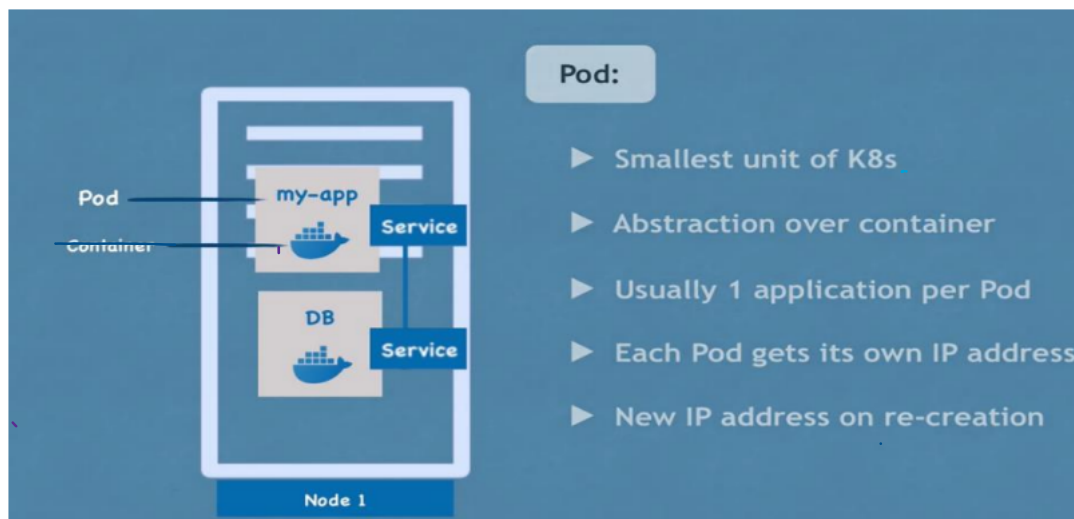 Pod:
Smallest unit of K8s
Abstraction over container
Usually 1 application per Pod
Each Pod gets its own IP address
New IP address on re-creation
Pod
my-app
Service
Container
DB
Service
Node 1